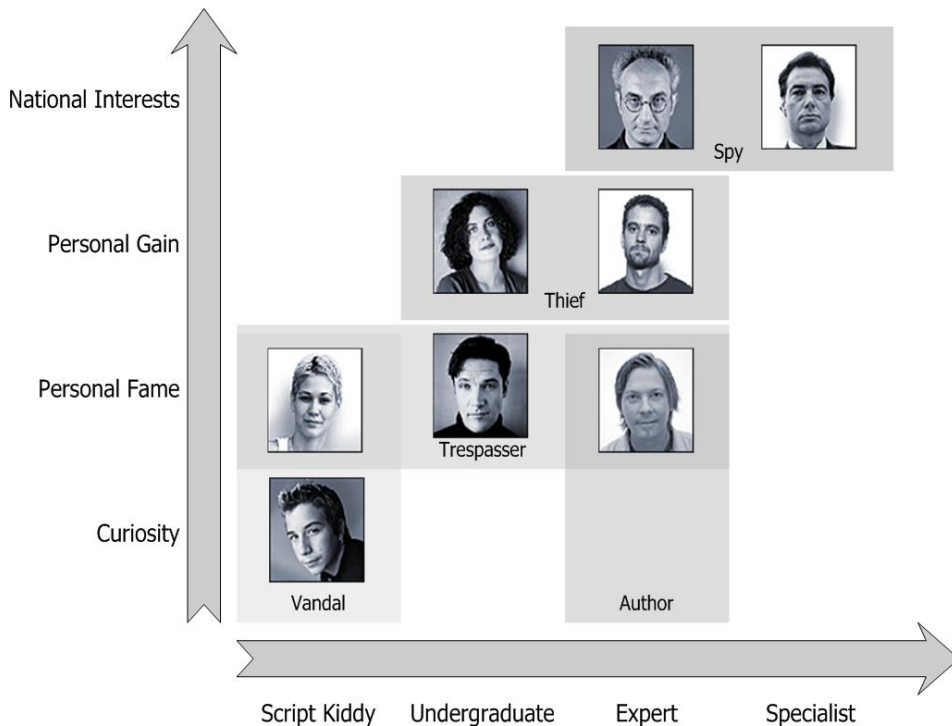 National Interests
Spy
Personal Gain
Thief
Personal Fame
Trespasser
Curiosity
Vandal
Author
Script Kiddy
Undergraduate
Expert
Specialist